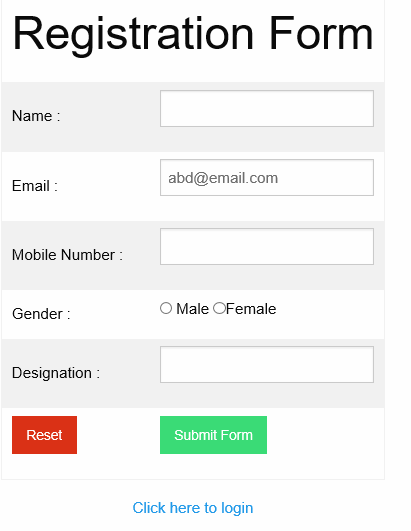 Registration Form
Name :
Email : abd@email.com
Mobile Number :
Gender : Male Female
Designation :
Reset Submit Form
Click here to login